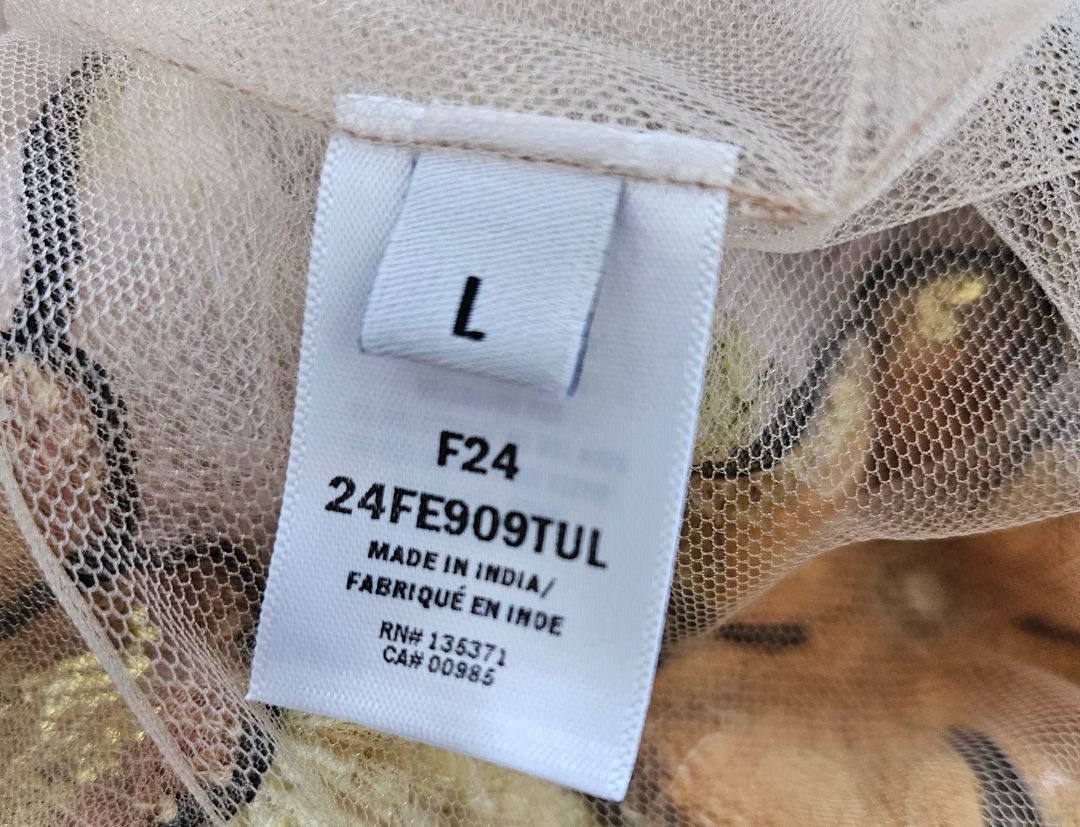 L
F24
24FE909TUL
MADE IN INDIA/
FABRIQUÉ EN INDE
RN# 135371
CA# 00985